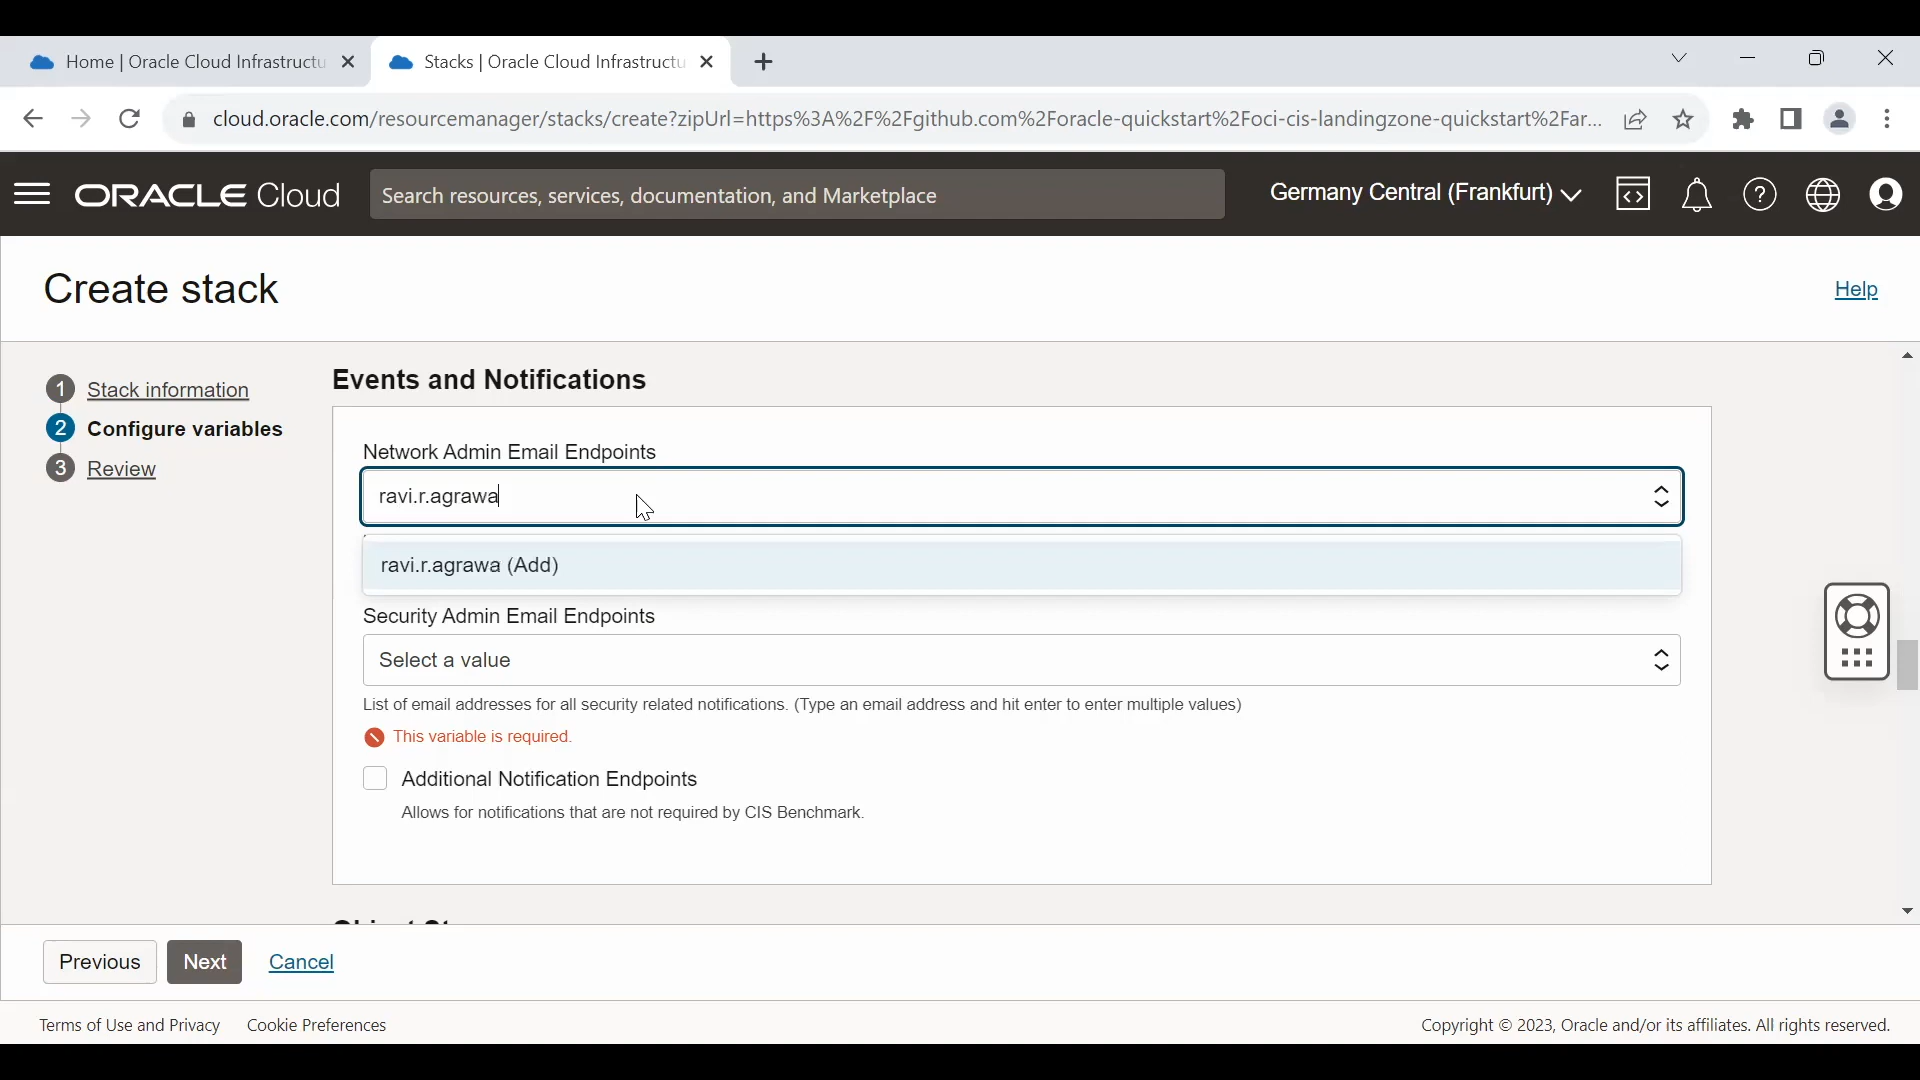 Home | Oracle Cloud Infrastructu
Stacks | Oracle Cloud Infrastructu
cloud.oracle.com/resourcemanager/stacks/create?zipUrl=https%3A%2F%2Fgithub.com%2Foracle-quickstart%2Foci-cis-landingzone-quickstart%2Far...
ORACLE Cloud
Search resources, services, documentation, and Marketplace
Germany Central (Frankfurt)
Create stack
Help
1 Stack information
2 Configure variables
3 Review
Events and Notifications
Network Admin Email Endpoints
ravi.r.agrawa
ravi.r.agrawa (Add)
Security Admin Email Endpoints
Select a value
List of email addresses for all security related notifications. (Type an email address and hit enter to enter multiple values)
This variable is required.
Additional Notification Endpoints
Allows for notifications that are not required by CIS Benchmark.
Previous
Next
Cancel
Terms of Use and Privacy
Cookie Preferences
Copyright © 2023, Oracle and/or its affiliates. All rights reserved.